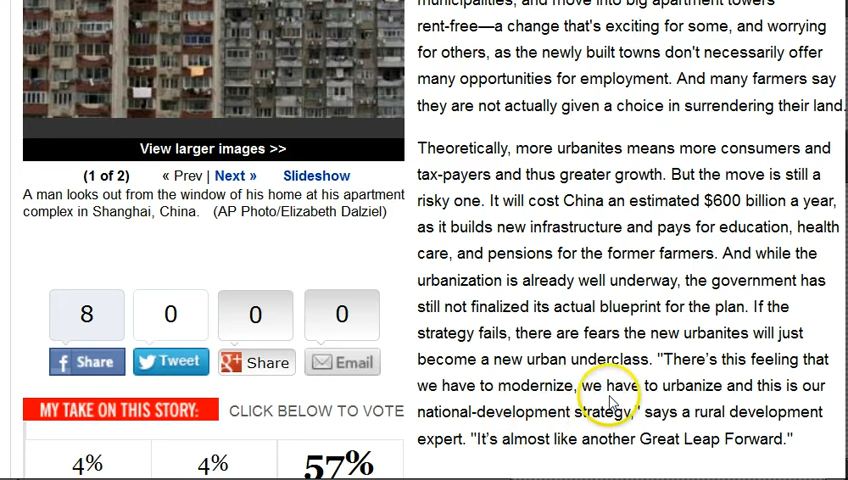 municipalities, and move into big apartment towers
rent-free—a change that's exciting for some, and worrying
for others, as the newly built towns don't necessarily offer
many opportunities for employment. And many farmers say
they are not actually given a choice in surrendering their land.
Theoretically, more urbanites means more consumers and
tax-payers and thus greater growth. But the move is still a
risky one. It will cost China an estimated $600 billion a year,
as it builds new infrastructure and pays for education, health
care, and pensions for the former farmers. And while the
urbanization is already well underway, the government has
still not finalized its actual blueprint for the plan. If the
strategy fails, there are fears the new urbanites will just
become a new urban underclass. "There's this feeling that
we have to modernize, we have to urbanize and this is our
national-development strategy," says a rural development
expert. "It's almost like another Great Leap Forward."
View larger images >>
(1 of 2) « Prev | Next » Slideshow
A man looks out from the window of his home at his apartment
complex in Shanghai, China. (AP Photo/Elizabeth Dalziel)
8 0 0 0
f Share Tweet g+1 Share Email
MY TAKE ON THIS STORY: CLICK BELOW TO VOTE
4% 4% 57%